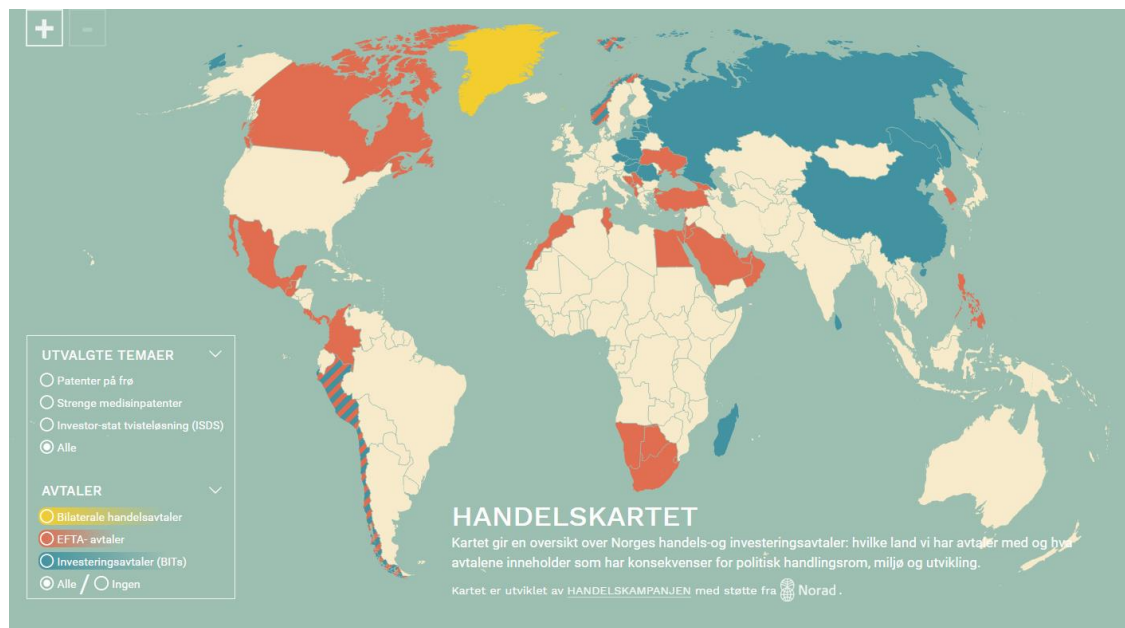 + -
UTVALGTE TEMAER
Patenter på frø
Strenge medisinpatenter
Investor-stat tvisteløsning (ISDS)
Alle
AVTALER
Bilaterale handelsavtaler
EFTA- avtaler
Investeringsavtaler (BITs)
Alle / Ingen
HANDELSKARTET
Kartet gir en oversikt over Norges handels-og investeringsavtaler: hvilke land vi har avtaler med og hva
avtalene inneholder som har konsekvenser for politisk handlingsrom, miljø og utvikling.
Kartet er utviklet av HANDELSKAMPANJEN med støtte fra Norad.